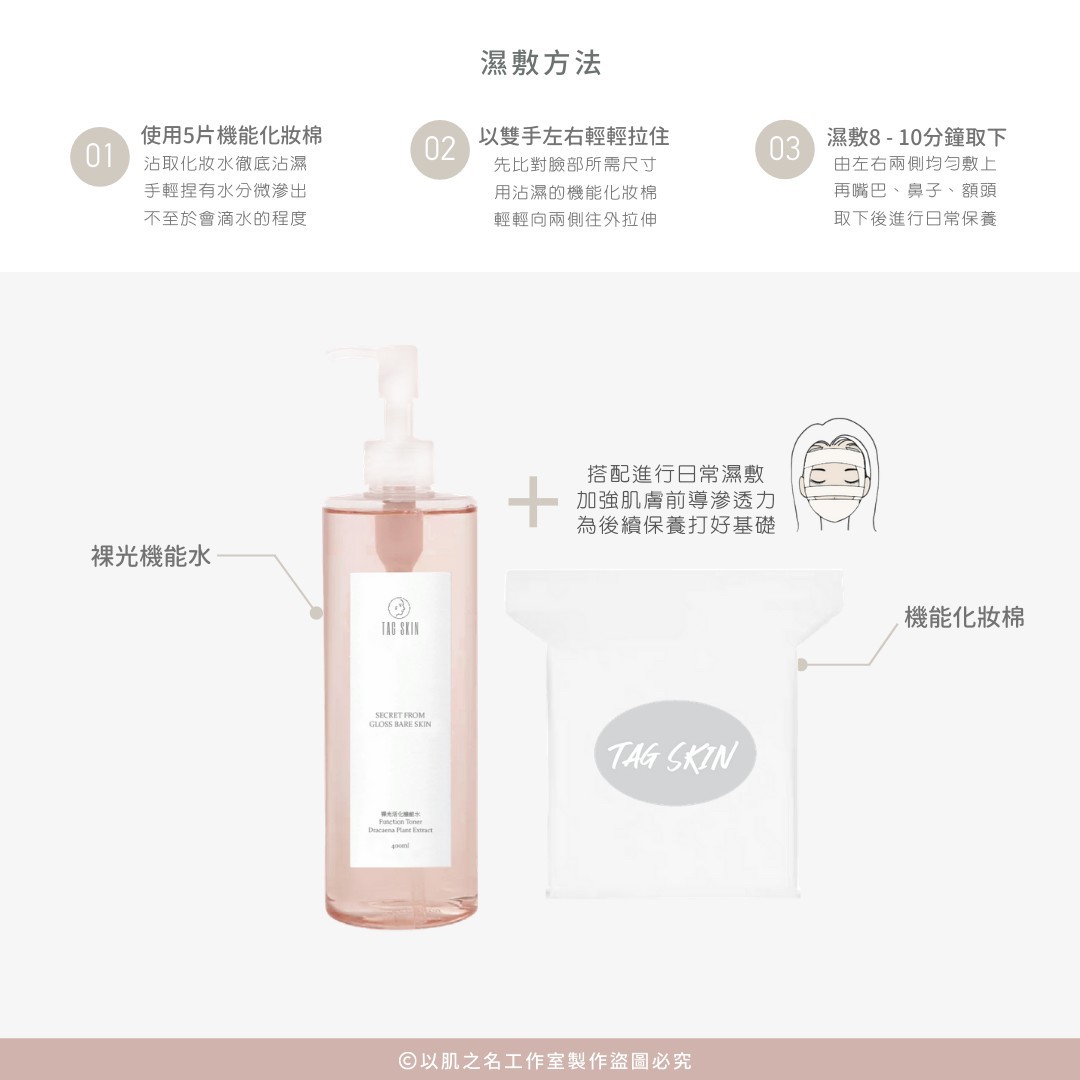 濕敷方法
01
使用5片機能化妝棉
沾取化妝水徹底沾濕
手輕捏有水分微滲出
不至於會滴水的程度
02
以雙手左右輕輕拉住
先比對臉部所需尺寸
用沾濕的機能化妝棉
輕輕向兩側往外拉伸
03
濕敷8 - 10分鐘取下
由左右兩側均勻敷上
再嘴巴、鼻子、額頭
取下後進行日常保養
搭配進行日常濕敷
加強肌膚前導滲透力
為後續保養打好基礎
裸光機能水
機能化妝棉
TAG SKIN
SECRET FROM
GLOSS BARE SKIN
裸光活化機能水
Function Toner
Dracaena Plant Extract
400ml
TAG SKIN
©以肌之名工作室製作盜圖必究